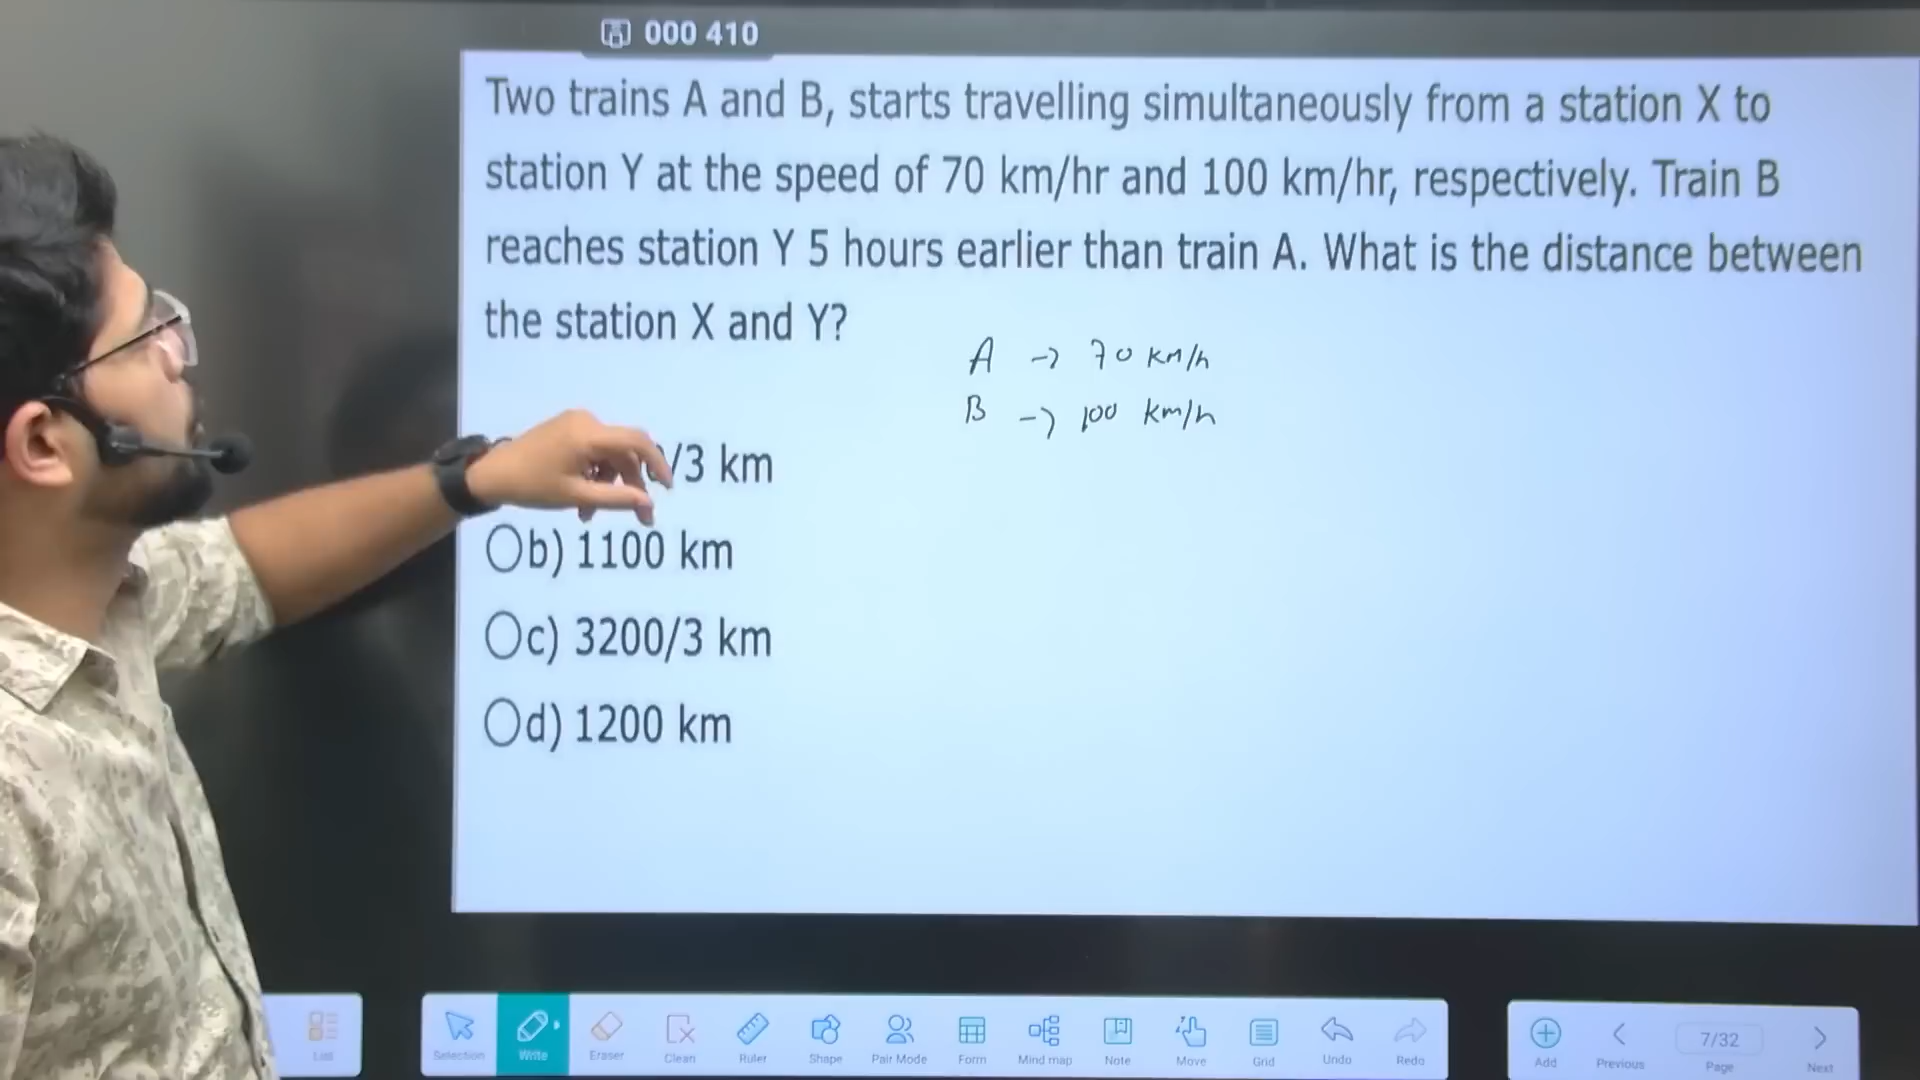 000 410
Two trains A and B, starts travelling simultaneously from a station X to
station Y at the speed of 70 km/hr and 100 km/hr, respectively. Train B
reaches station Y 5 hours earlier than train A. What is the distance between
the station X and Y?
A → 70 km/h
B → 100 km/h
/3 km
b) 1100 km
c) 3200/3 km
d) 1200 km
List
Selection Write Eraser Clean Ruler Shape Pair Mode Form Mind map Note Move Grid Undo Redo
7/32
Add Previous Page Next